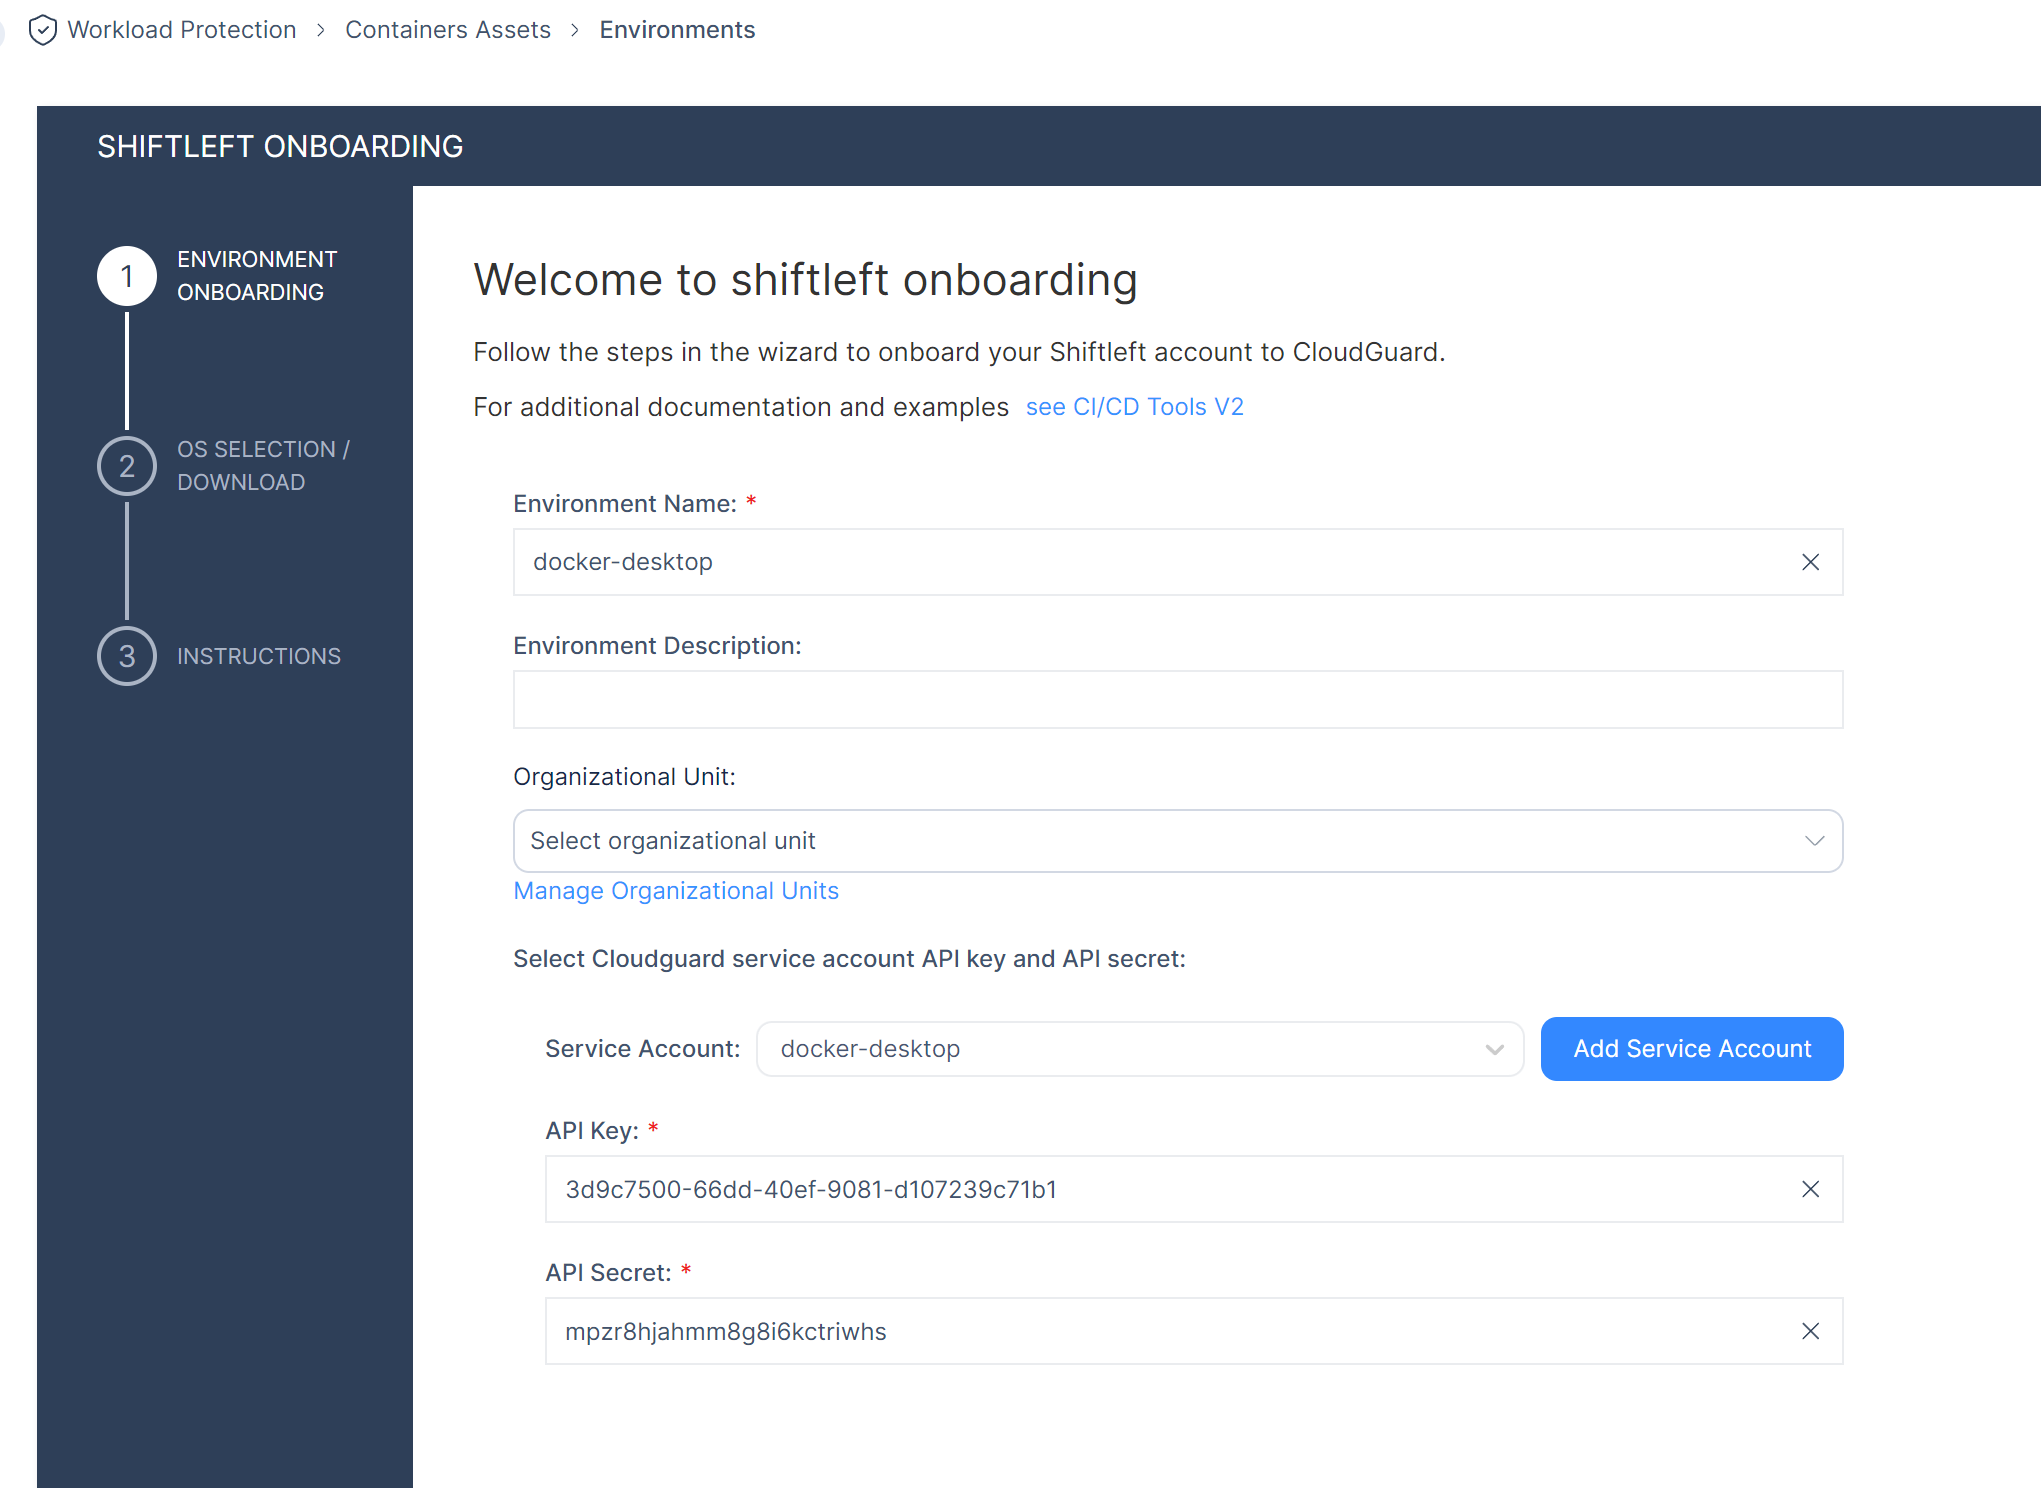 Workload Protection > Containers Assets > Environments
SHIFTLEFT ONBOARDING
1 ENVIRONMENT
ONBOARDING
2 OS SELECTION /
DOWNLOAD
3 INSTRUCTIONS
Welcome to shiftleft onboarding
Follow the steps in the wizard to onboard your Shiftleft account to CloudGuard.
For additional documentation and examples see CI/CD Tools V2
Environment Name: *
docker-desktop
Environment Description:
Organizational Unit:
Select organizational unit
Manage Organizational Units
Select Cloudguard service account API key and API secret:
Service Account: docker-desktop Add Service Account
API Key: *
3d9c7500-66dd-40ef-9081-d107239c71b1
API Secret: *
mpzr8hjahmm8g8i6kctriwhs